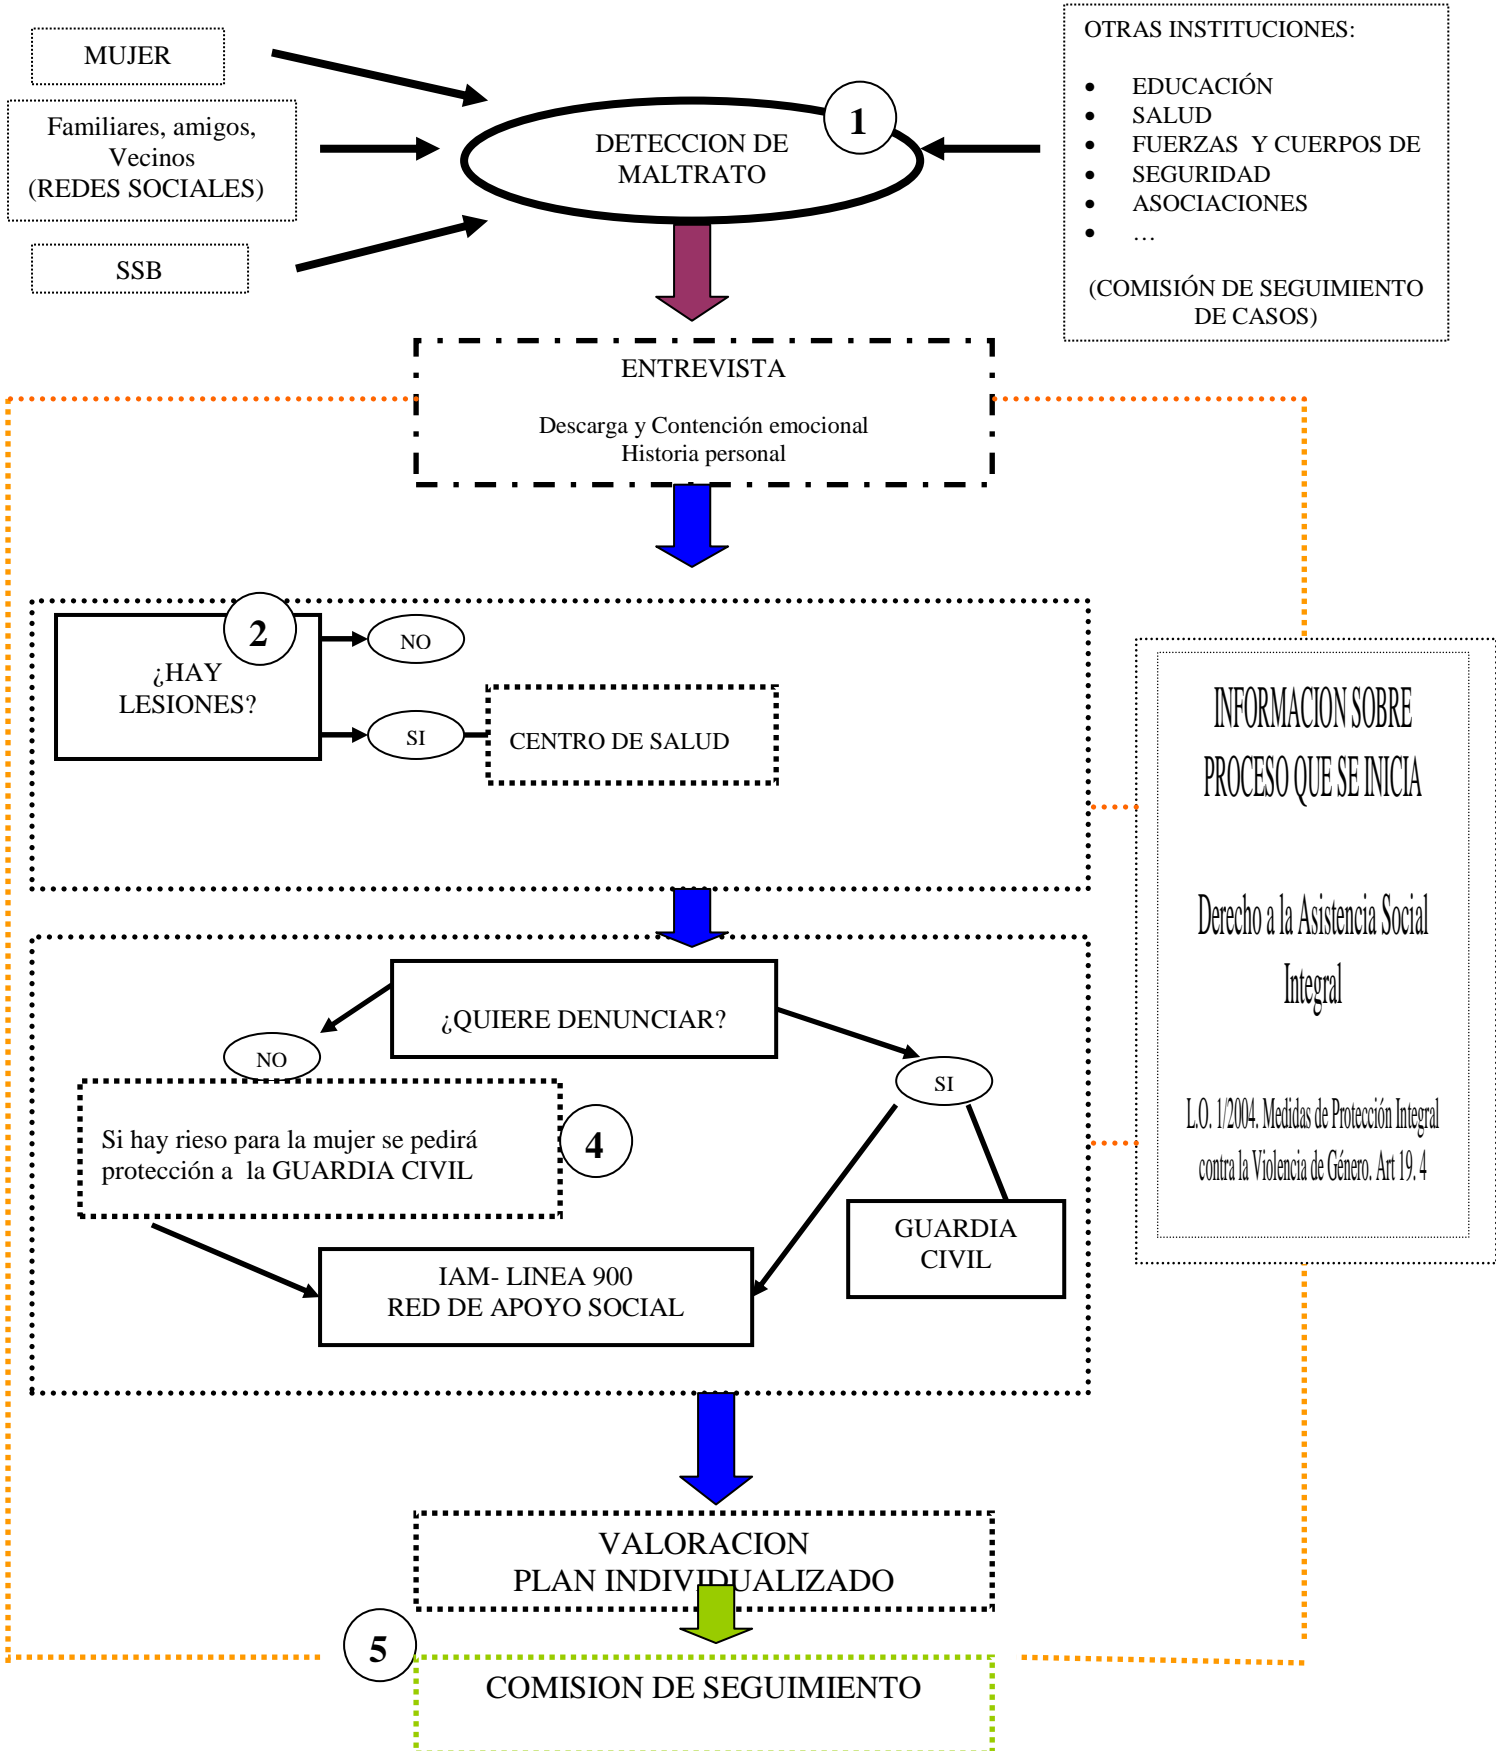 MUJER
Familiares, amigos,
Vecinos
(REDES SOCIALES)
SSB
1
DETECCION DE
MALTRATO
OTRAS INSTITUCIONES:
• EDUCACIÓN
• SALUD
• FUERZAS Y CUERPOS DE
• SEGURIDAD
• ASOCIACIONES
• …
(COMISIÓN DE SEGUIMIENTO
DE CASOS)
ENTREVISTA
Descarga y Contención emocional
Historia personal
2
¿HAY
LESIONES?
NO
SI
CENTRO DE SALUD
INFORMACION SOBRE
PROCESO QUE SE INICIA
Derecho a la Asistencia Social
Integral
L.O. 1/2004. Medidas de Protección Integral
contra la Violencia de Género. Art 19. 4
¿QUIERE DENUNCIAR?
NO
SI
Si hay rieso para la mujer se pedirá
protección a la GUARDIA CIVIL
4
GUARDIA
CIVIL
IAM- LINEA 900
RED DE APOYO SOCIAL
VALORACION
PLAN INDIVIDUALIZADO
5
COMISION DE SEGUIMIENTO